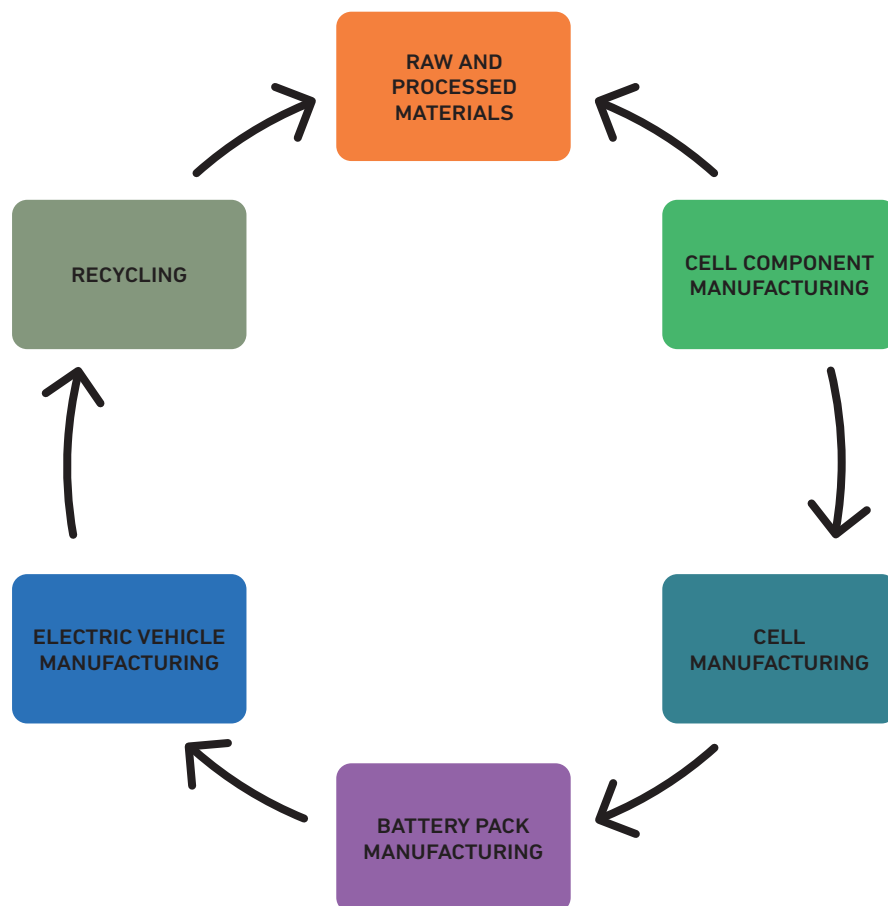 RAW AND
PROCESSED
MATERIALS
RECYCLING
CELL COMPONENT
MANUFACTURING
ELECTRIC VEHICLE
MANUFACTURING
CELL
MANUFACTURING
BATTERY PACK
MANUFACTURING